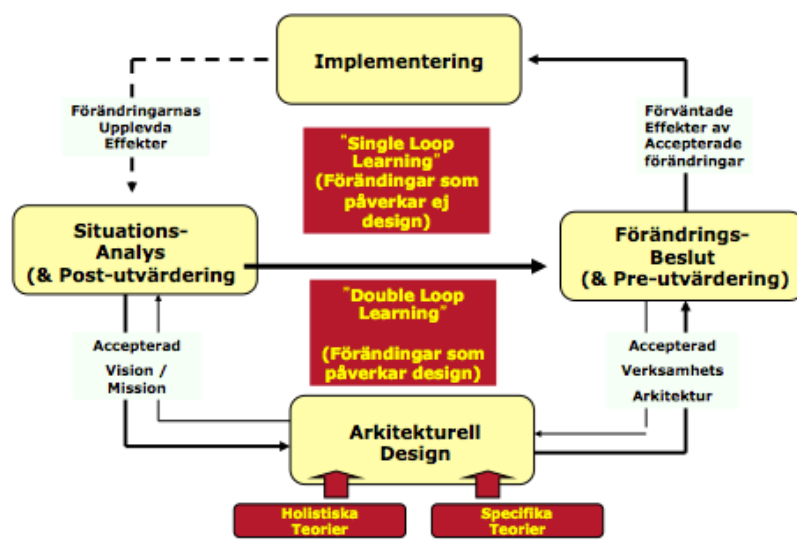 Implementering
Förändringarnas
Upplevda
Effekter
Förväntade
Effekter av
Accepterade
förändringar
"Single Loop
Learning"
(Förändingar som
påverkar ej
design)
Situations-
Analys
(& Post-utvärdering
Förändrings-
Beslut
(& Pre-utvärdering)
"Double Loop
Learning"
(Förändingar som
påverkar design)
Accepterad
Vision /
Mission
Accepterad
Verksamhets
Arkitektur
Arkitekturell
Design
Holistiska
Teorier
Specifika
Teorier